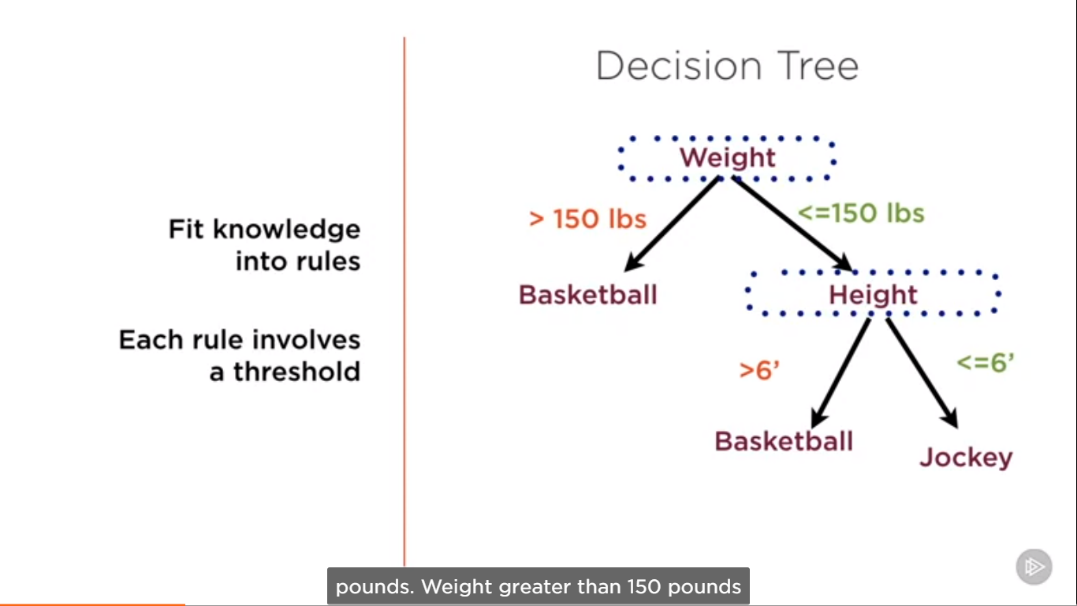 Decision Tree
Fit knowledge
into rules
Each rule involves
a threshold
Weight
> 150 lbs
<=150 lbs
Basketball
Height
>6’
<=6’
Basketball
Jockey
pounds. Weight greater than 150 pounds